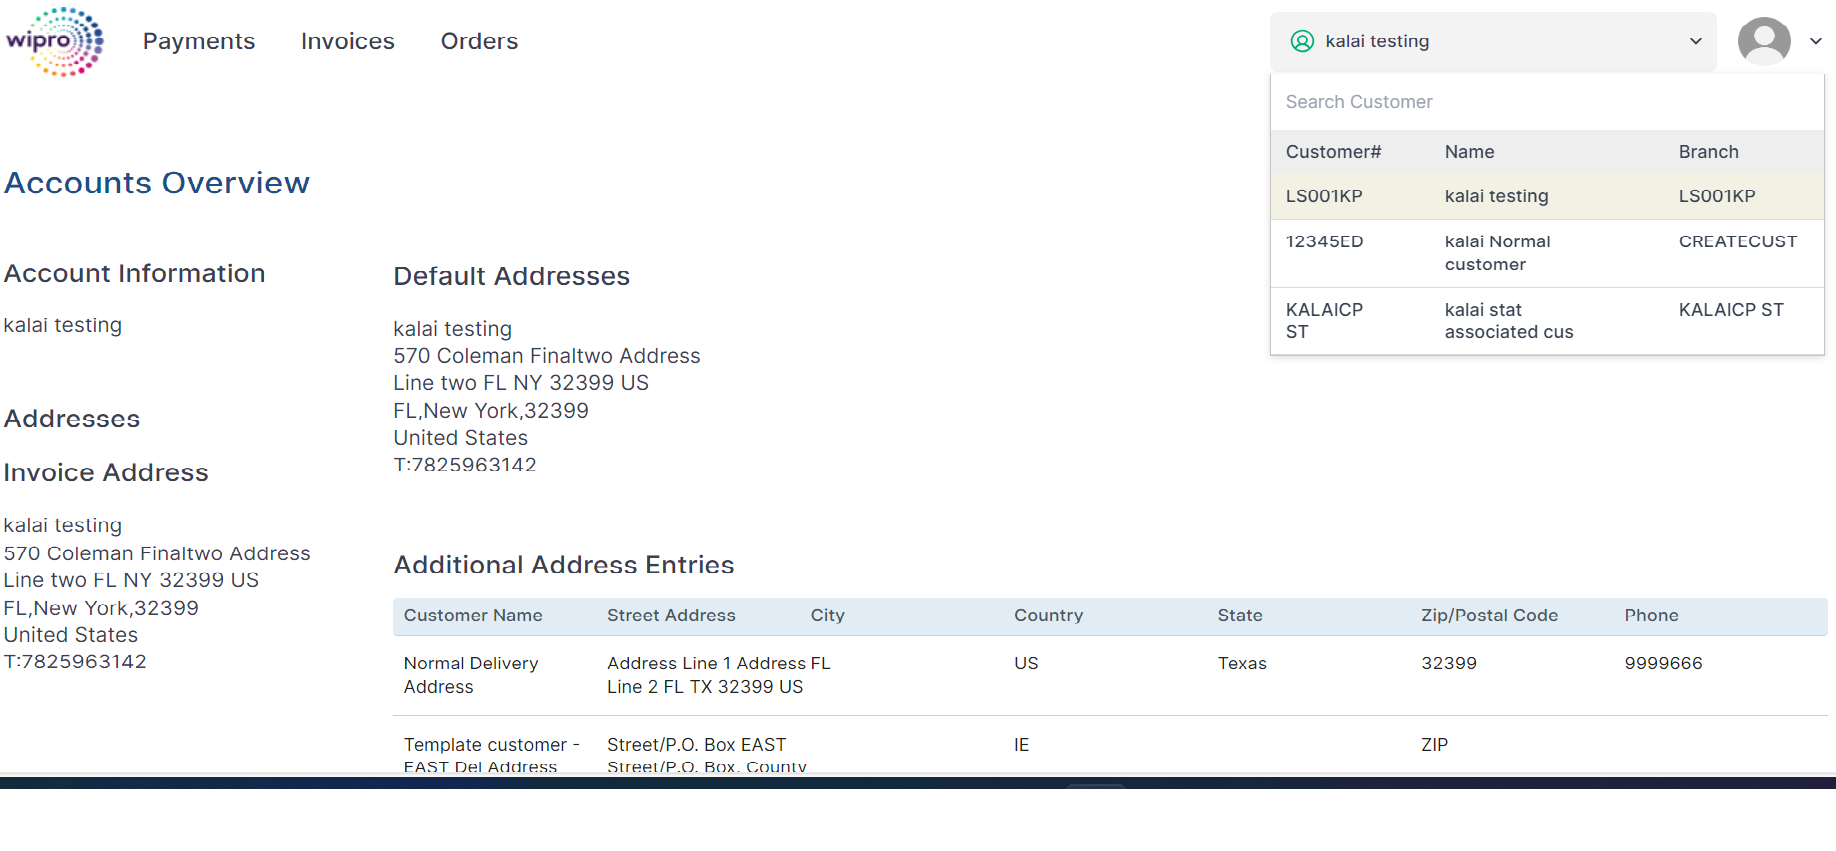 wipro
Payments Invoices Orders
kalai testing
Search Customer
Customer# Name Branch
LS001KP kalai testing LS001KP
12345ED kalai Normal CREATECUST
customer
KALAICP kalai stat KALAICP ST
ST associated cus
Accounts Overview
Account Information
kalai testing
Addresses
Invoice Address
kalai testing
570 Coleman Finaltwo Address
Line two FL NY 32399 US
FL,New York,32399
United States
T:7825963142
Default Addresses
kalai testing
570 Coleman Finaltwo Address
Line two FL NY 32399 US
FL,New York,32399
United States
T:7825963142
Additional Address Entries
Customer Name Street Address City Country State Zip/Postal Code Phone
Normal Delivery Address Line 1 Address FL US Texas 32399 9999666
Address Line 2 FL TX 32399 US
Template customer - Street/P.O. Box EAST IE ZIP
EAST Del Address Street/P.O. Box, County